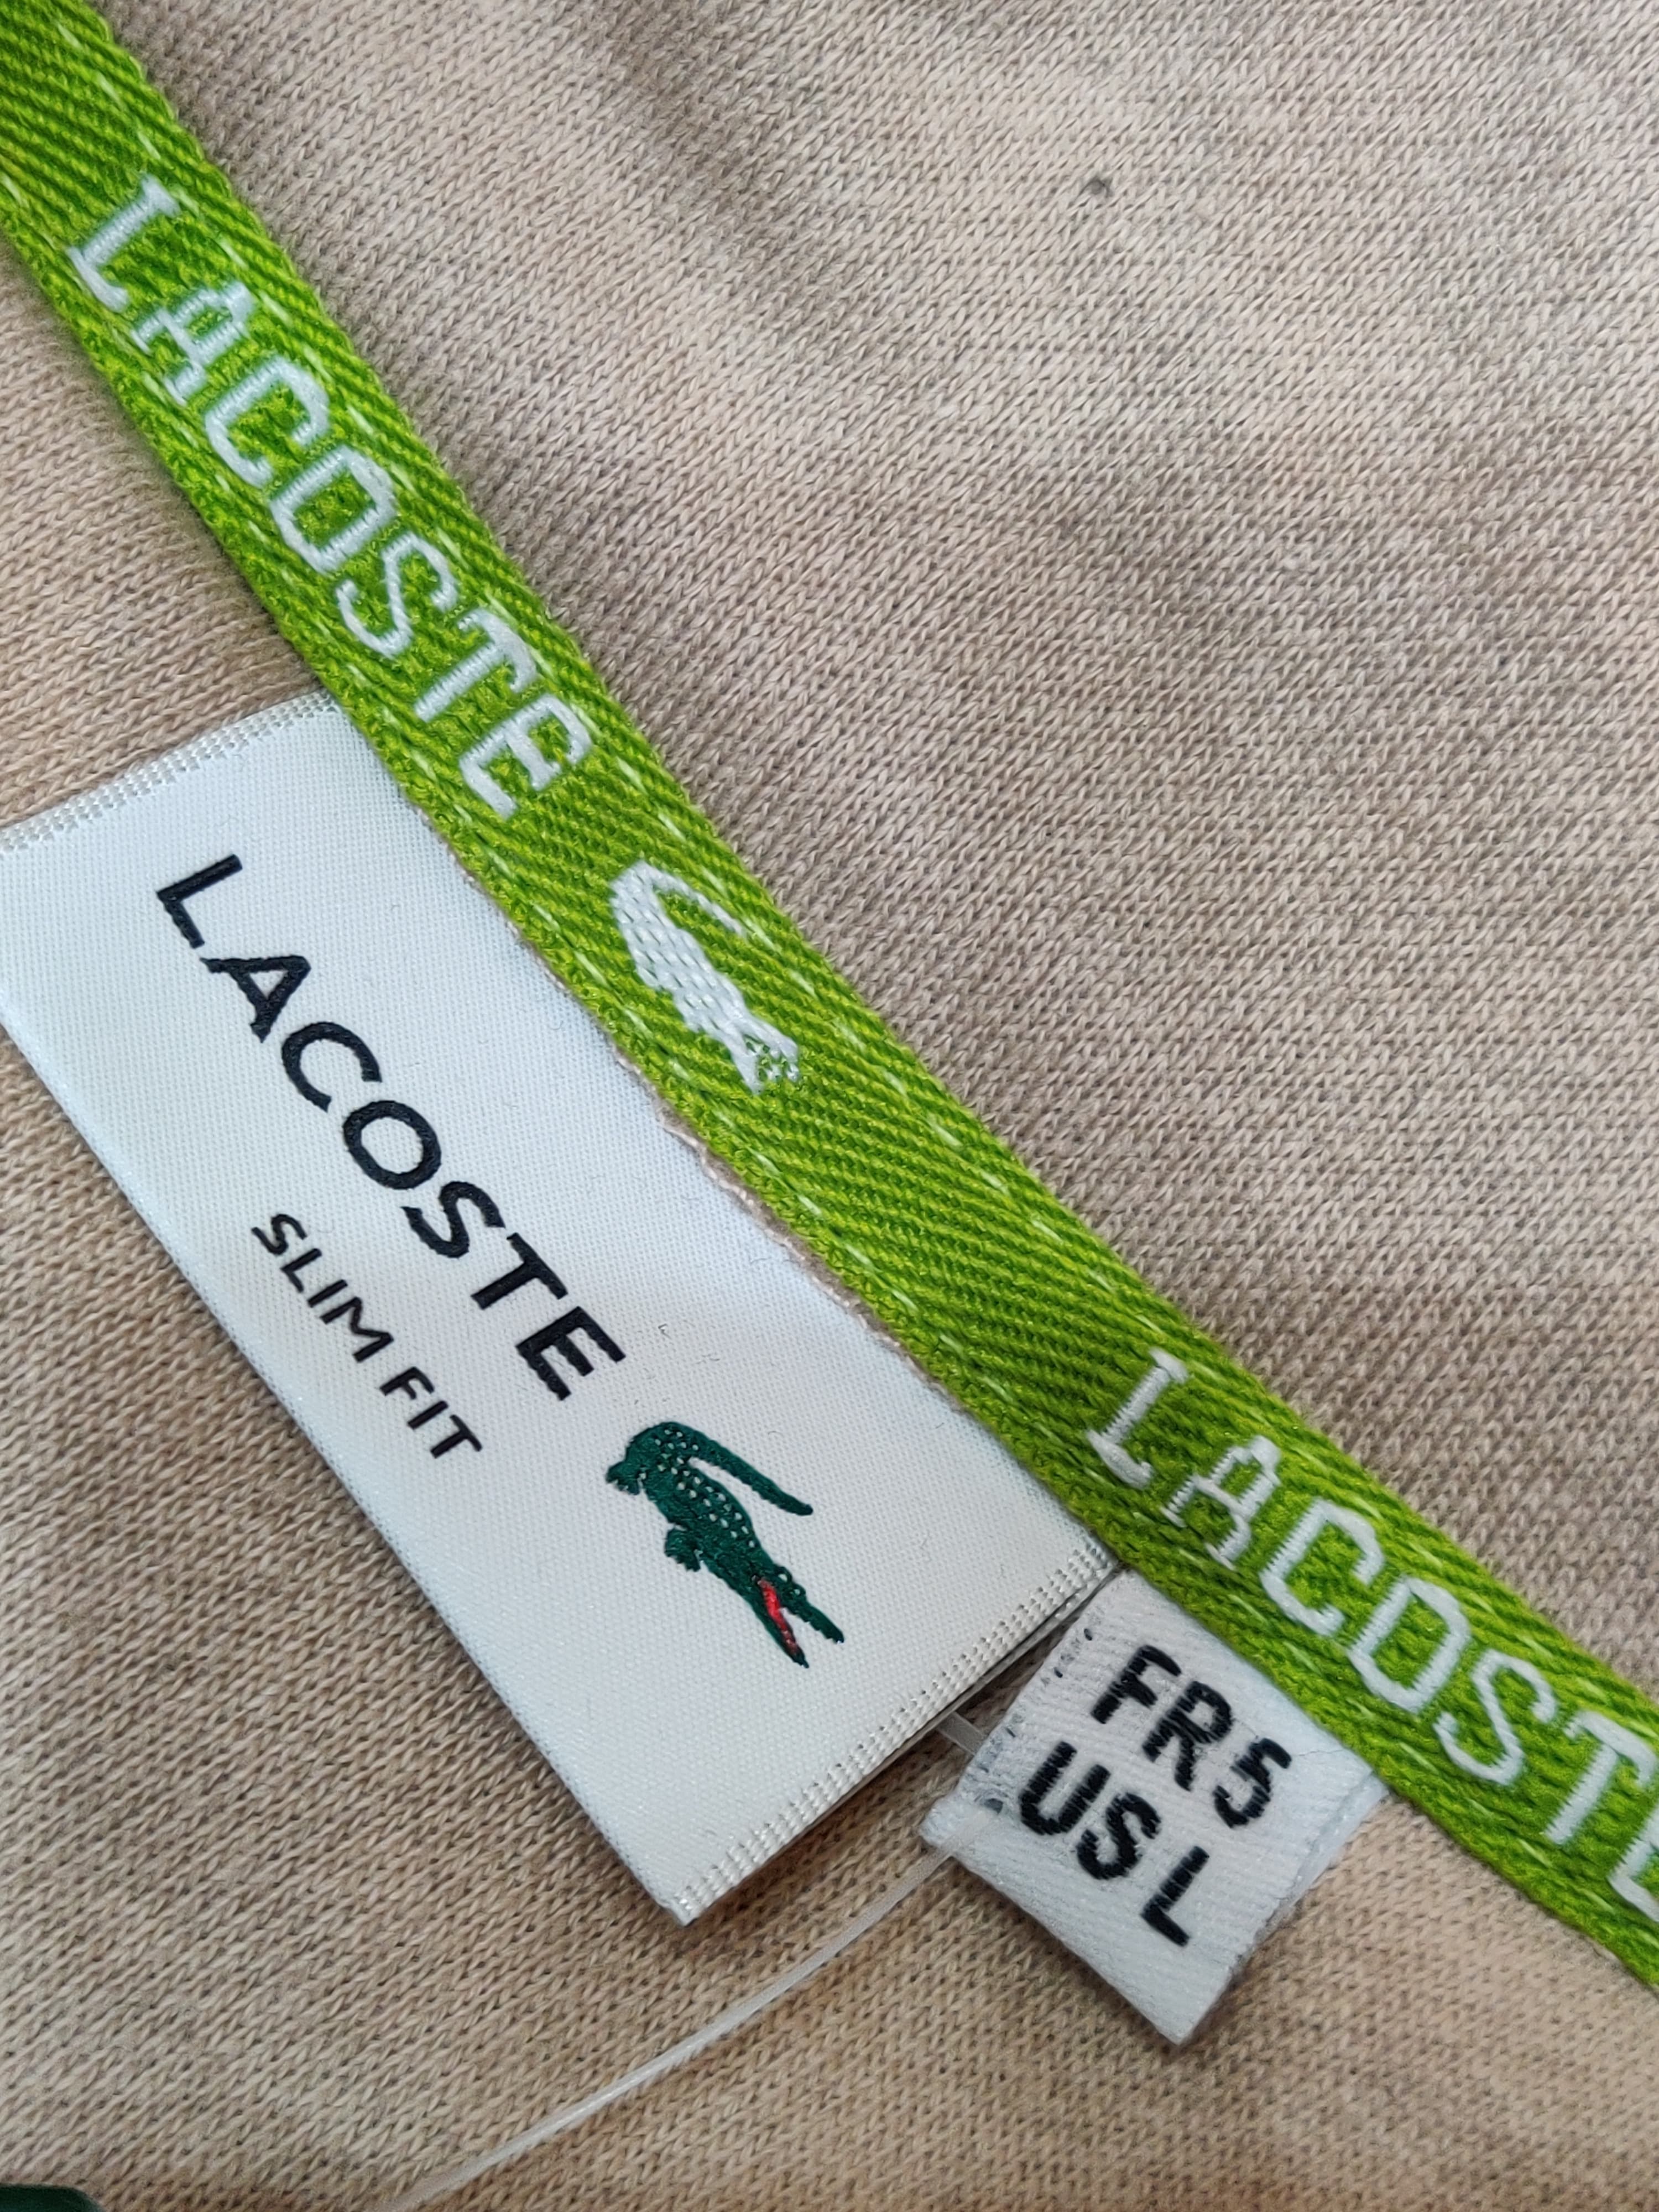 LACOSTE
LACOSTE
SLIM FIT
LACOSTE
FR5
US L